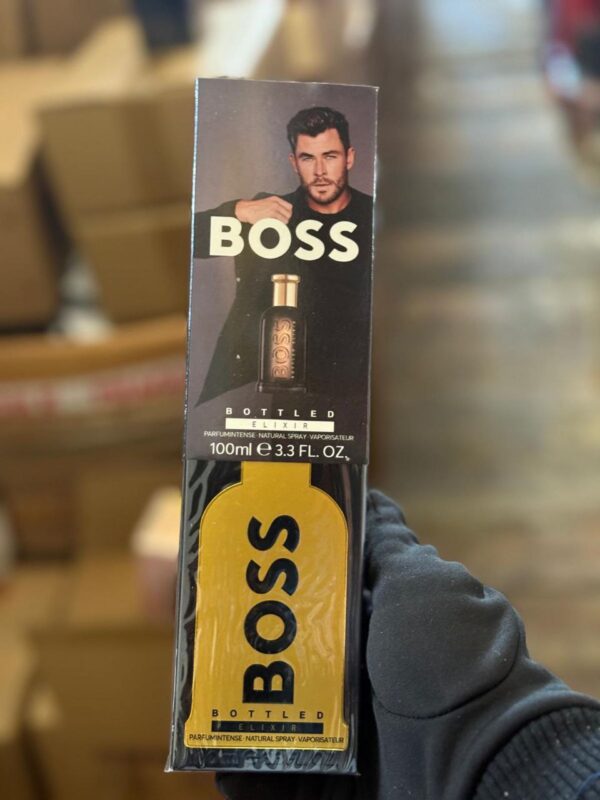 BOSS
BOSS
BOTTLED
ELIXIR
PARFUMINTENSE·NATURAL SPRAY·VAPORISATEUR
100ml ℮ 3.3 FL. OZ.
BOSS
BOTTLED
ELIXIR
PARFUMINTENSE·NATURAL SPRAY·VAPORISATEUR